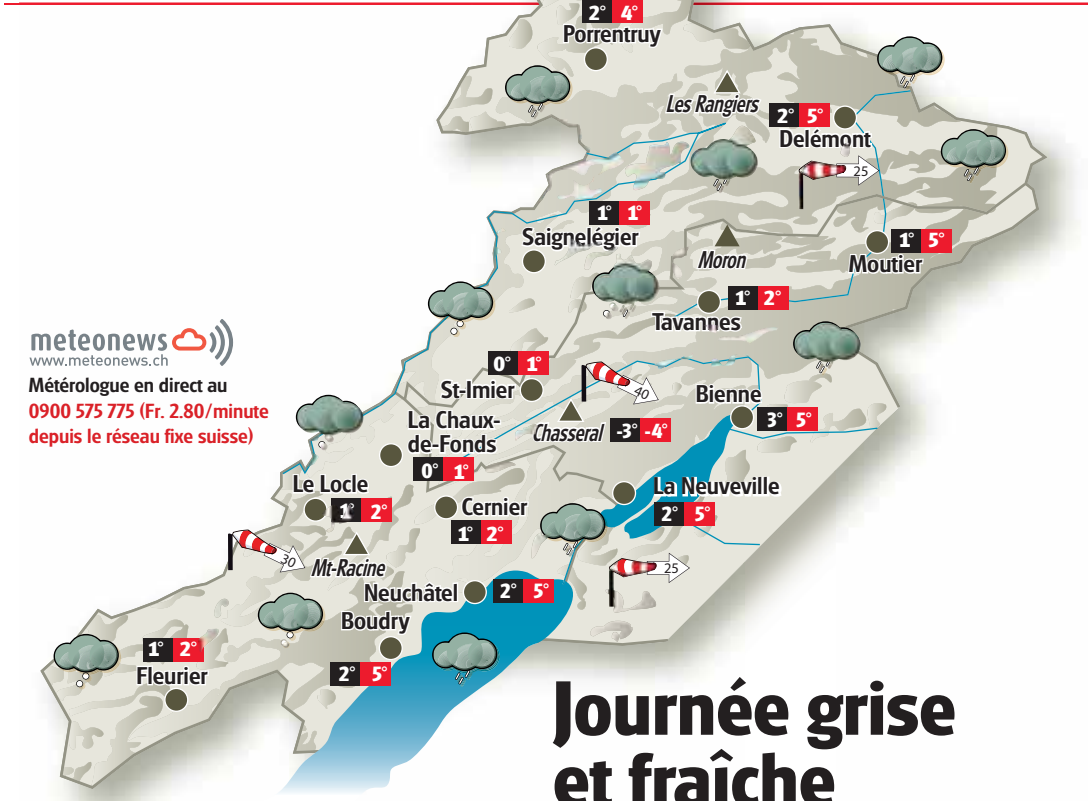 2° 4°
Porrentruy
Les Rangiers
2° 5°
Delémont
25
1° 1°
Saignelégier
Moron
1° 5°
Moutier
1° 2°
Tavannes
meteonews
www.meteonews.ch
Métérologue en direct au
0900 575 775 (Fr. 2.80/minute
depuis le réseau fixe suisse)
0° 1°
St-Imier
40
Bienne
3° 5°
Chasseral -3° -4°
La Chaux-
de-Fonds
0° 1°
Le Locle
1° 2°
Cernier
1° 2°
La Neuveville
2° 5°
30
Mt-Racine
25
Neuchâtel 2° 5°
Boudry
2° 5°
1° 2°
Fleurier
Journée grise
et fraîche